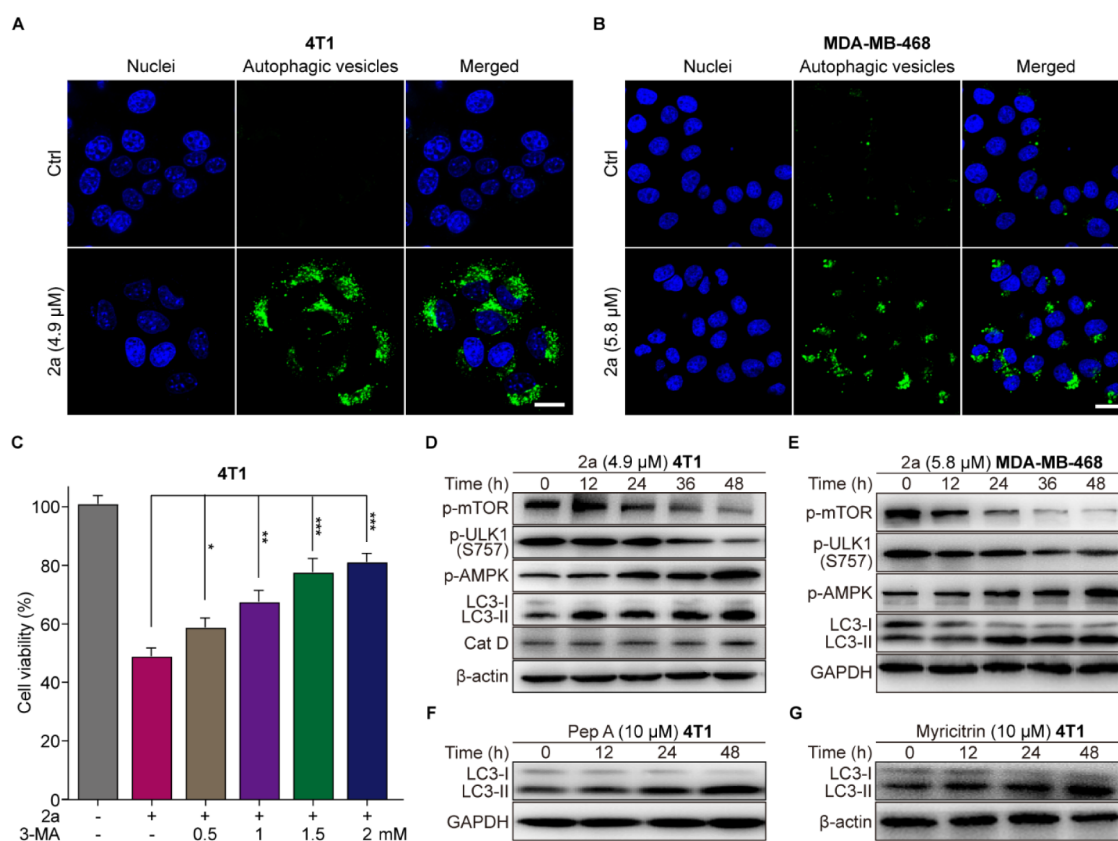 A
4T1
Nuclei Autophagic vesicles Merged
Ctrl
2a (4.9 µM)
B
MDA-MB-468
Nuclei Autophagic vesicles Merged
Ctrl
2a (5.8 µM)
C
4T1
Cell viability (%)
100
80
60
40
20
0
* ** *** ***
2a - + + + + +
3-MA - - 0.5 1 1.5 2 mM
D
2a (4.9 µM) 4T1
Time (h) 0 12 24 36 48
p-mTOR
p-ULK1
(S757)
p-AMPK
LC3-I
LC3-II
Cat D
β-actin
E
2a (5.8 µM) MDA-MB-468
Time (h) 0 12 24 36 48
p-mTOR
p-ULK1
(S757)
p-AMPK
LC3-I
LC3-II
GAPDH
F
Pep A (10 µM) 4T1
Time (h) 0 12 24 48
LC3-I
LC3-II
GAPDH
G
Myricitrin (10 µM) 4T1
Time (h) 0 12 24 48
LC3-I
LC3-II
β-actin